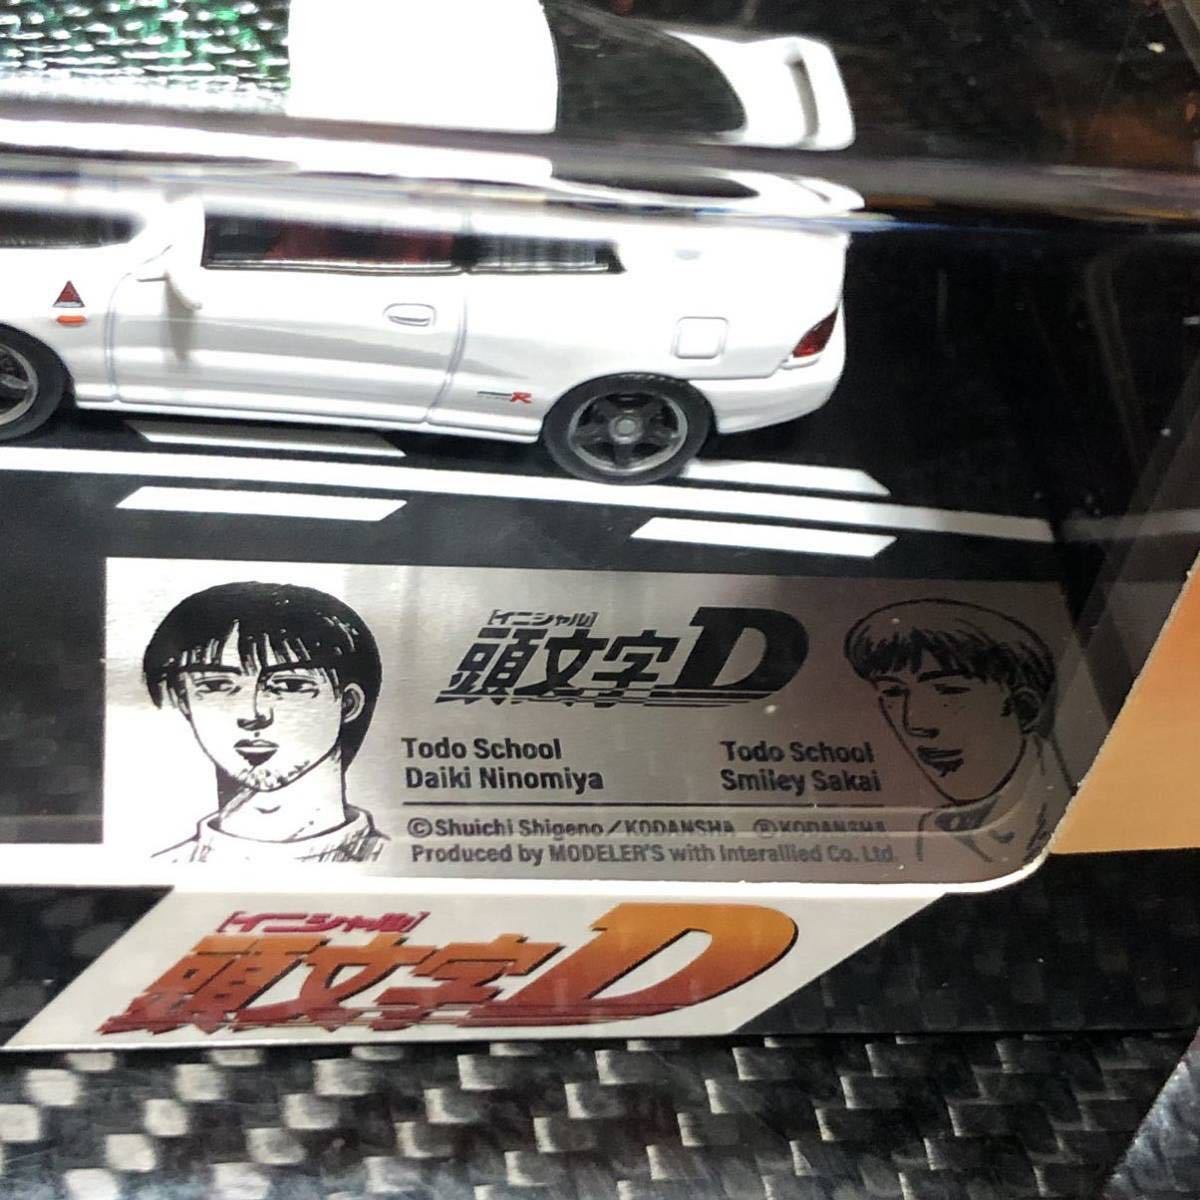 R
[イニシャル]
頭文字D
Todo School
Daiki Ninomiya
Todo School
Smiley Sakai
©Shuichi Shigeno/KODANSHA ®KODANSHA
Produced by MODELER'S with Interallied Co. Ltd.
[イニシャル]
頭文字D